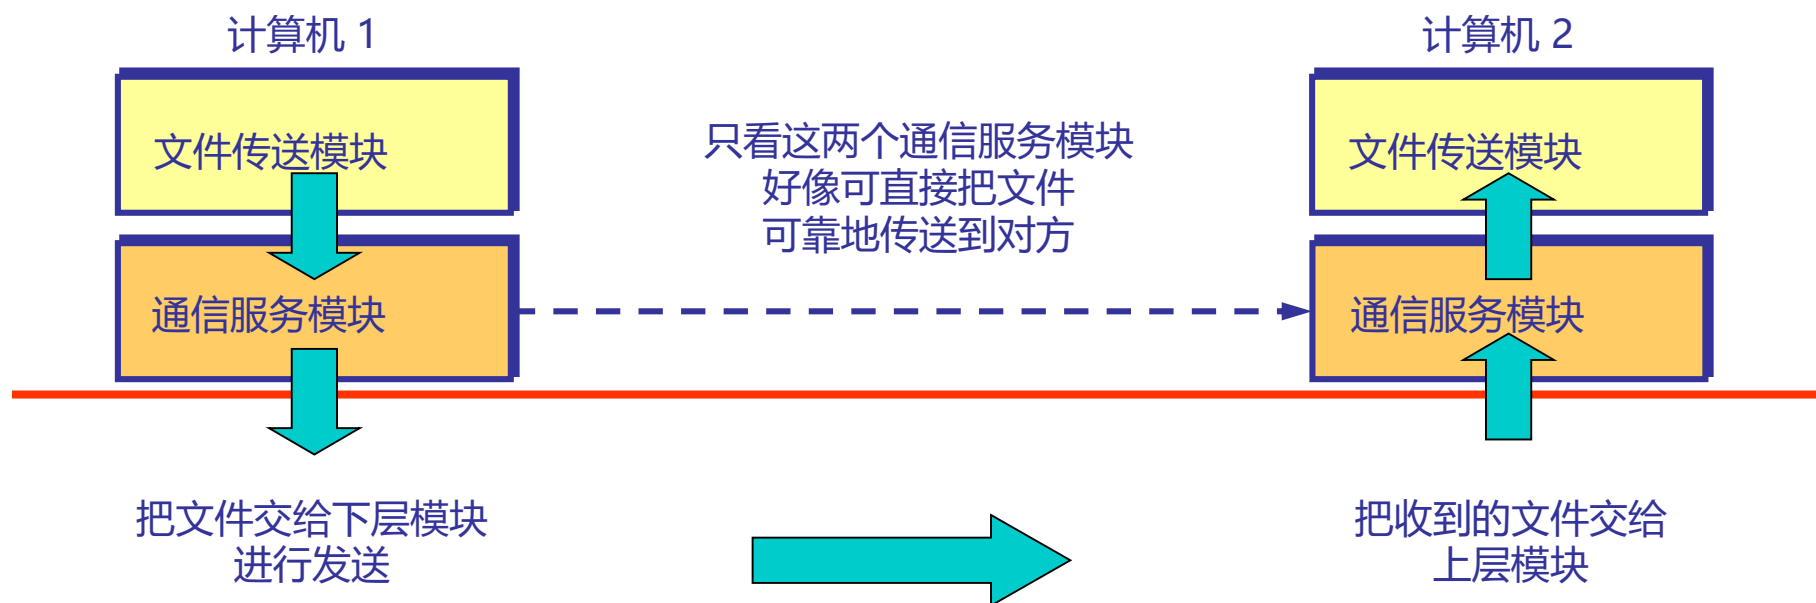 计算机 1
计算机 2
文件传送模块
只看这两个通信服务模块
好像可直接把文件
可靠地传送到对方
文件传送模块
通信服务模块
通信服务模块
把文件交给下层模块
进行发送
把收到的文件交给
上层模块